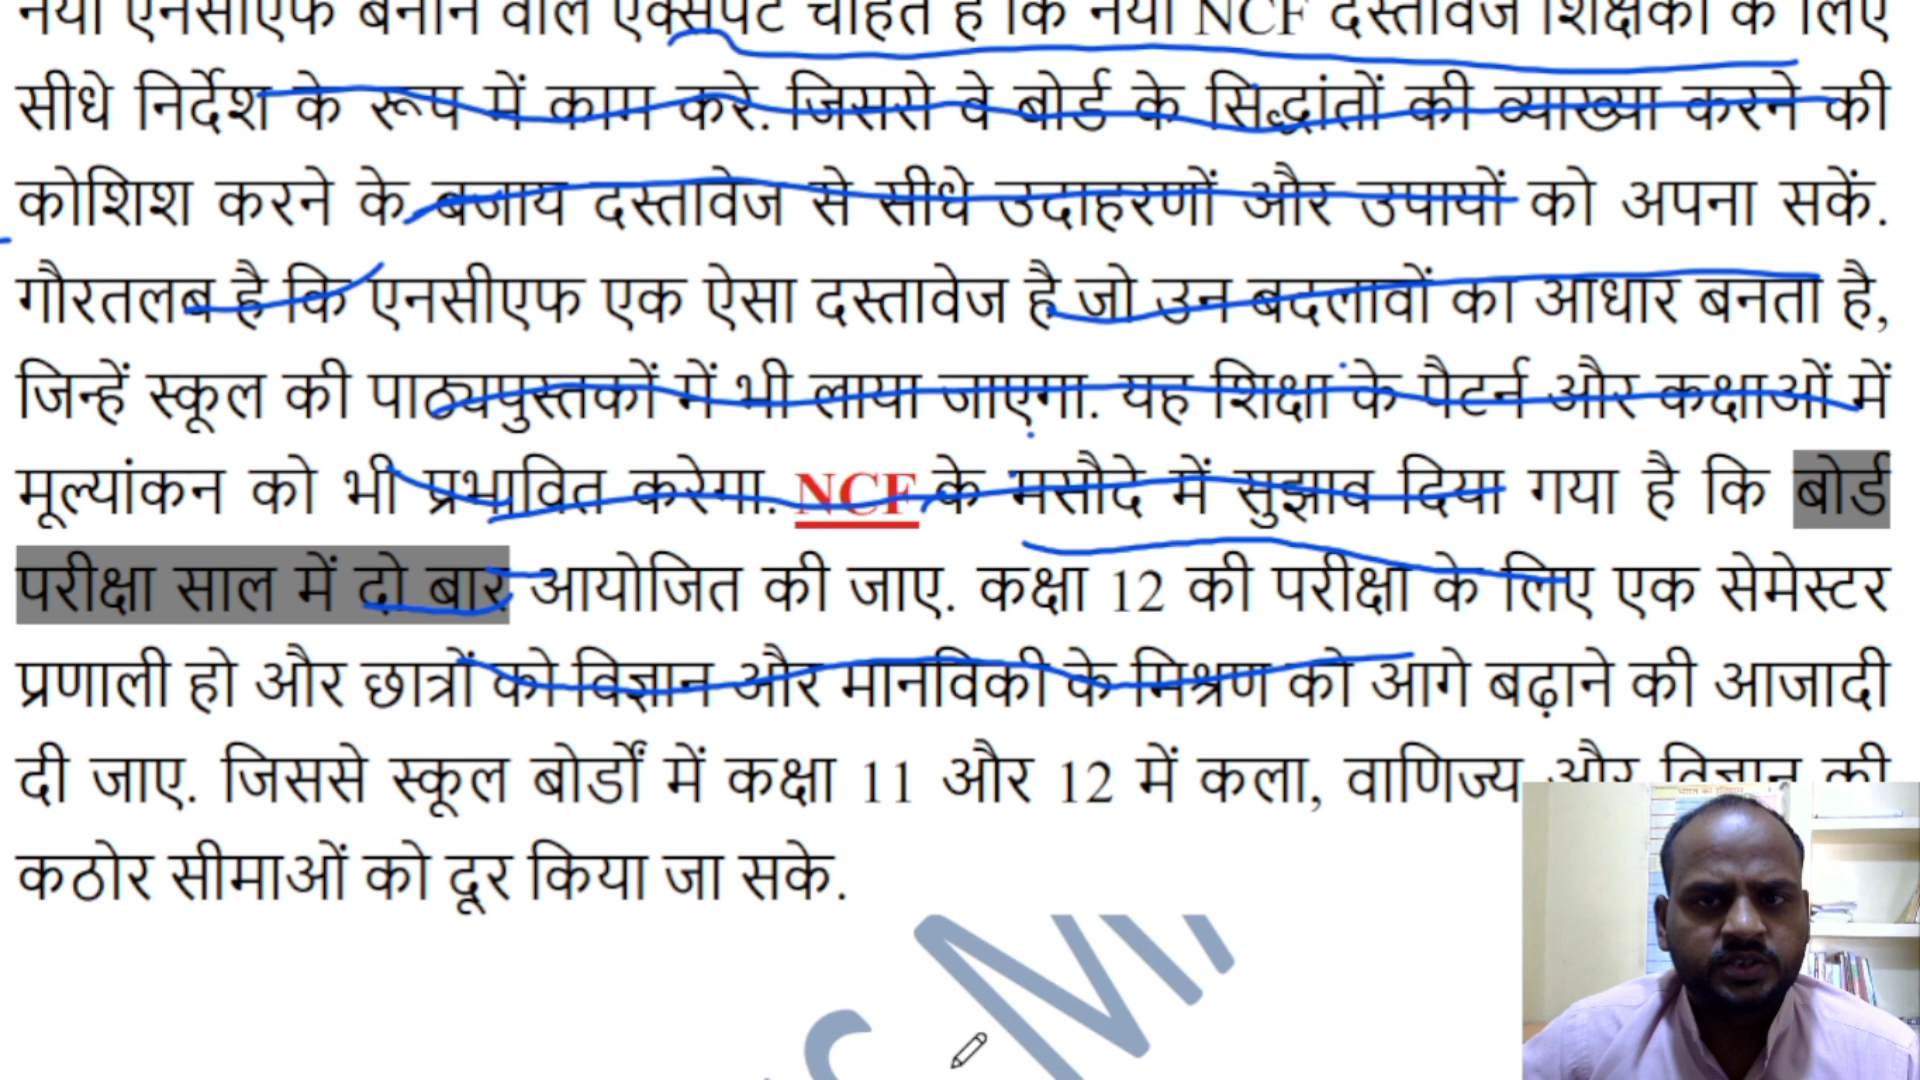 नया एनसीएफ बनाने वाले एक्सपर्ट चाहते हैं कि नया NCF दस्तावेज शिक्षकों के लिए
सीधे निर्देश के रूप में काम करे. जिससे वे बोर्ड के सिद्धांतों की व्याख्या करने की
कोशिश करने के बजाय दस्तावेज से सीधे उदाहरणों और उपायों को अपना सकें.
गौरतलब है कि एनसीएफ एक ऐसा दस्तावेज है जो उन बदलावों का आधार बनता है,
जिन्हें स्कूल की पाठ्यपुस्तकों में भी लाया जाएगा. यह शिक्षा के पैटर्न और कक्षाओं में
मूल्यांकन को भी प्रभावित करेगा. NCF के मसौदे में सुझाव दिया गया है कि बोर्ड
परीक्षा साल में दो बार आयोजित की जाए. कक्षा 12 की परीक्षा के लिए एक सेमेस्टर
प्रणाली हो और छात्रों को विज्ञान और मानविकी के मिश्रण को आगे बढ़ाने की आजादी
दी जाए. जिससे स्कूल बोर्डों में कक्षा 11 और 12 में कला, वाणिज्य और विज्ञान की
कठोर सीमाओं को दूर किया जा सके.